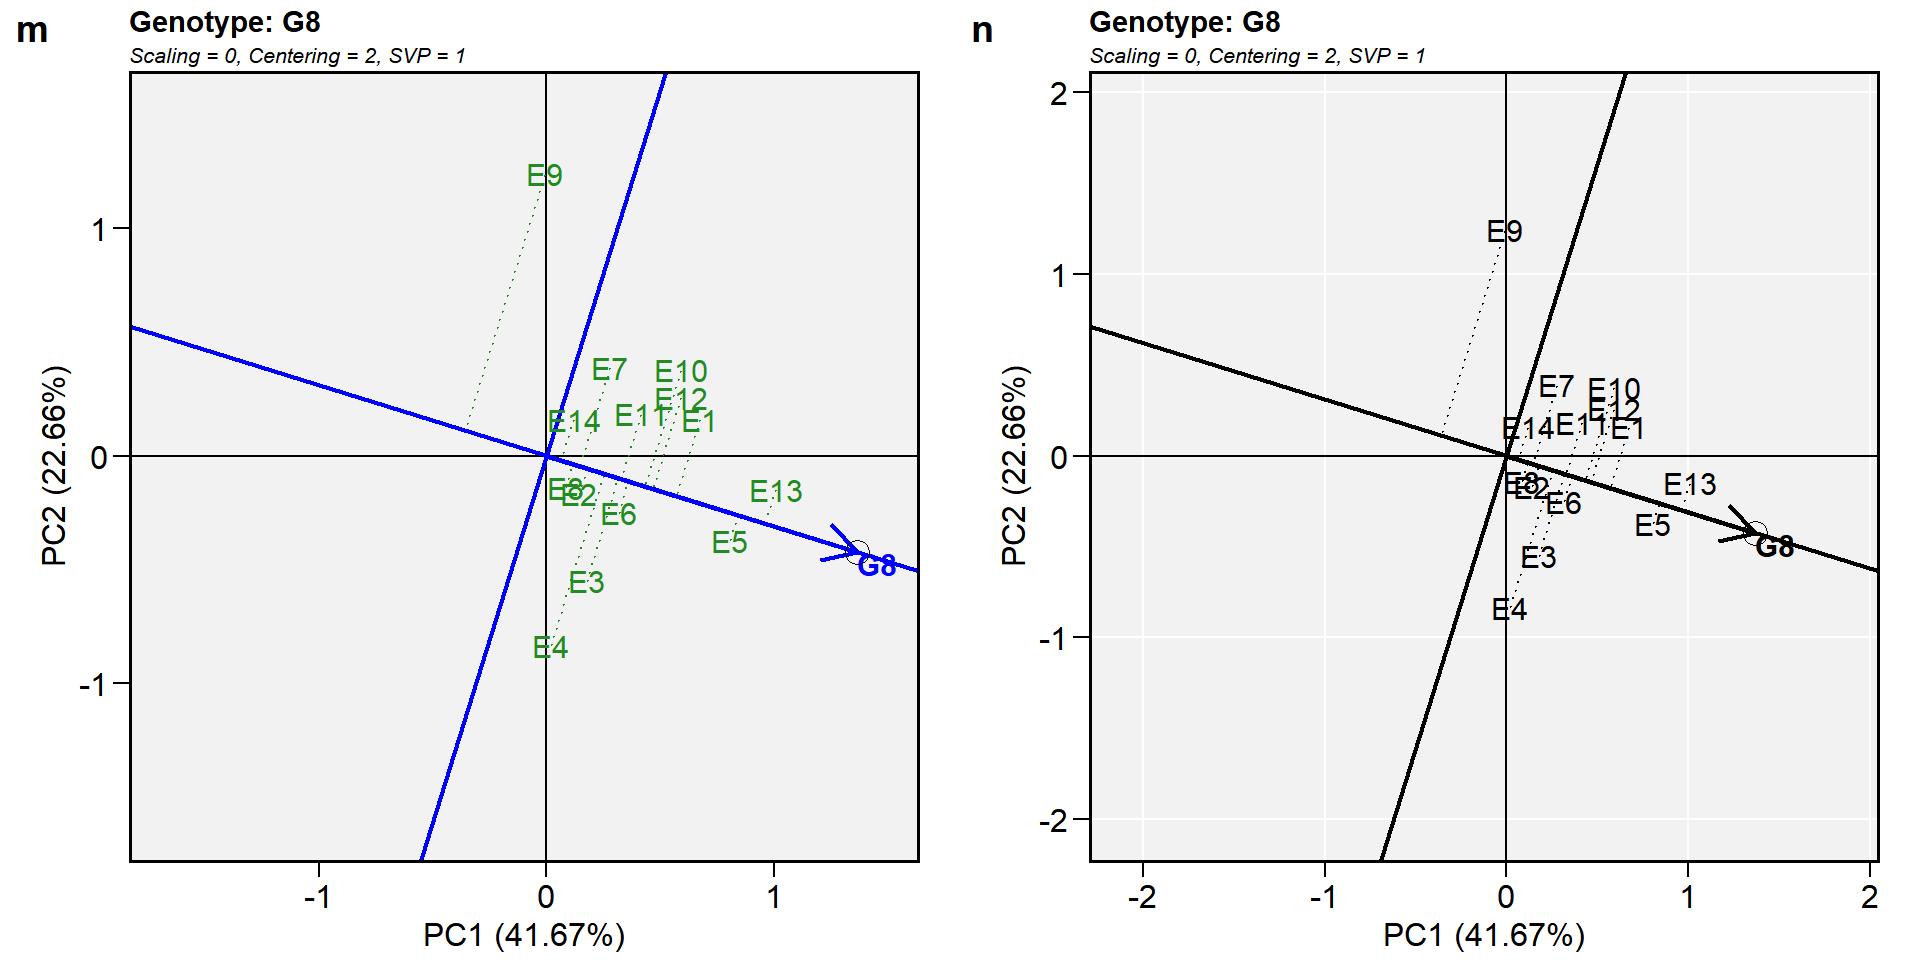 m
Genotype: G8
Scaling = 0, Centering = 2, SVP = 1
E9
1
E7
E10
E12
E14
E11
E1
0
E8
E2
E13
E6
E5
G8
E3
E4
-1
-1
0
1
PC1 (41.67%)
PC2 (22.66%)
n
Genotype: G8
Scaling = 0, Centering = 2, SVP = 1
2
E9
1
E7
E10
E12
E14
E11
E1
0
E8
E2
E13
E6
E5
G8
E3
E4
-1
-2
-2
-1
0
1
2
PC1 (41.67%)
PC2 (22.66%)